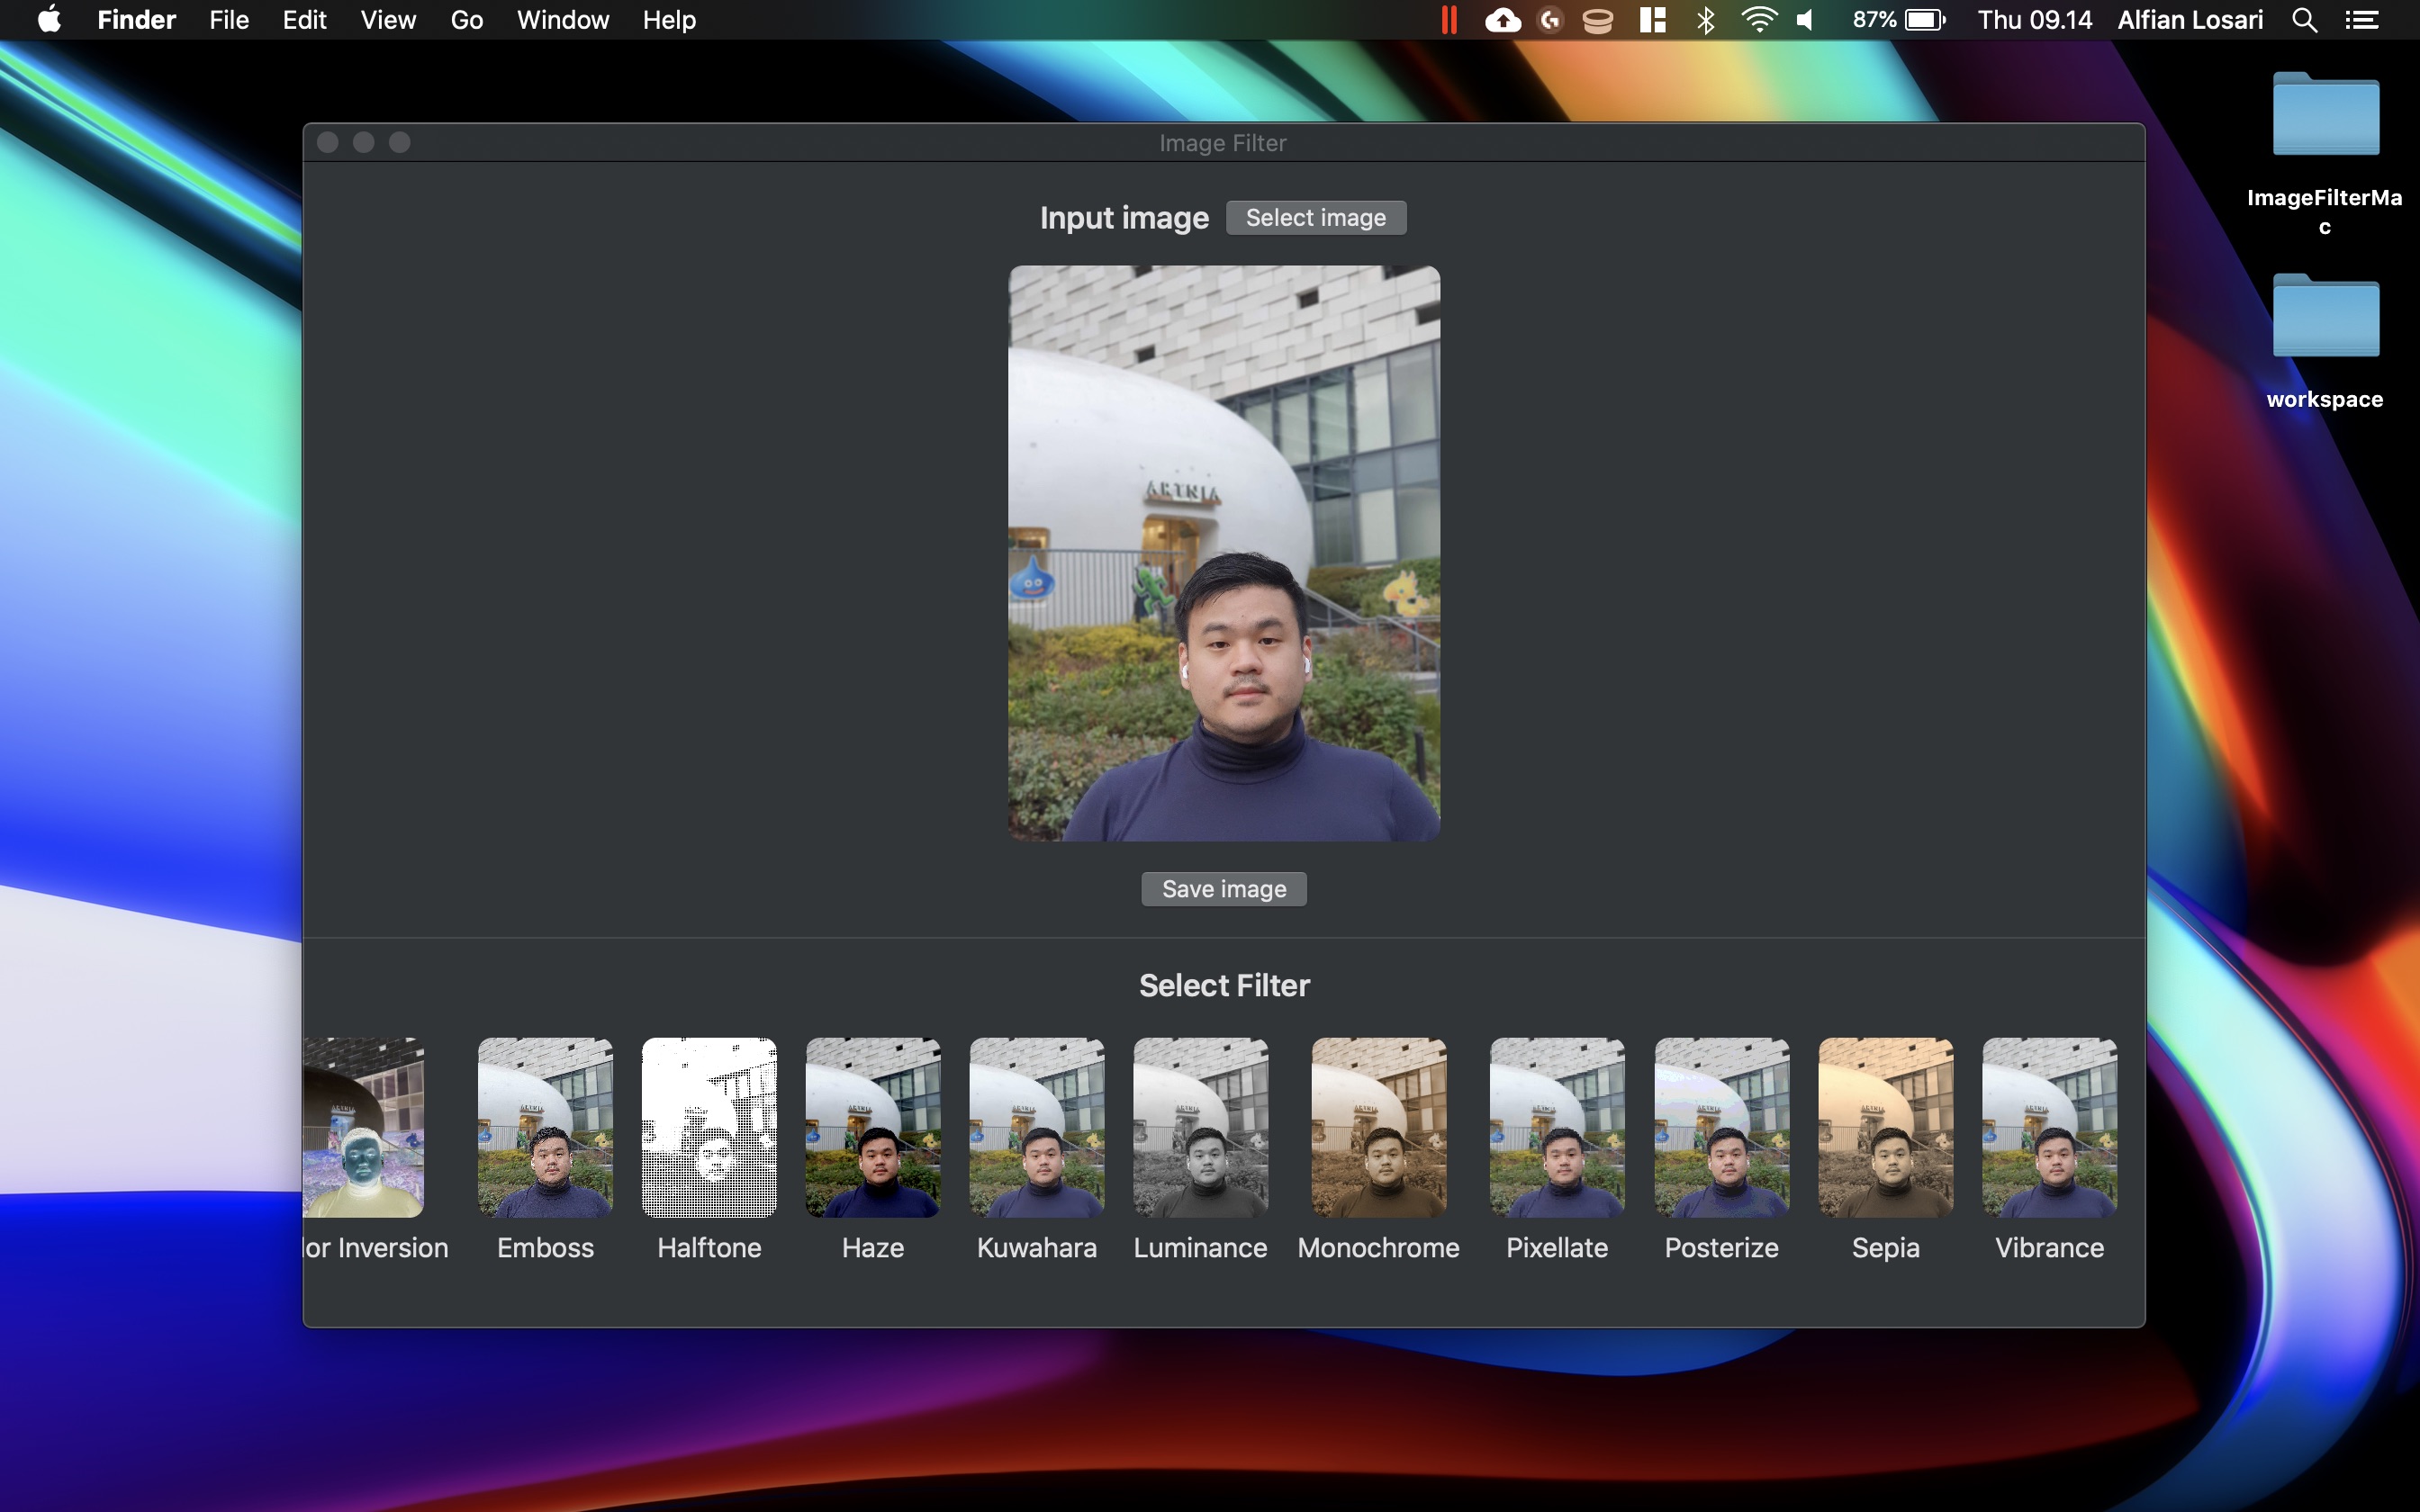 Finder File Edit View Go Window Help 87% Thu 09.14 Alfian Losari
Image Filter
ImageFilterMa
c
workspace
Input image Select image
ARTNIA
Save image
Select Filter
lor Inversion Emboss Halftone Haze Kuwahara Luminance Monochrome Pixellate Posterize Sepia Vibrance